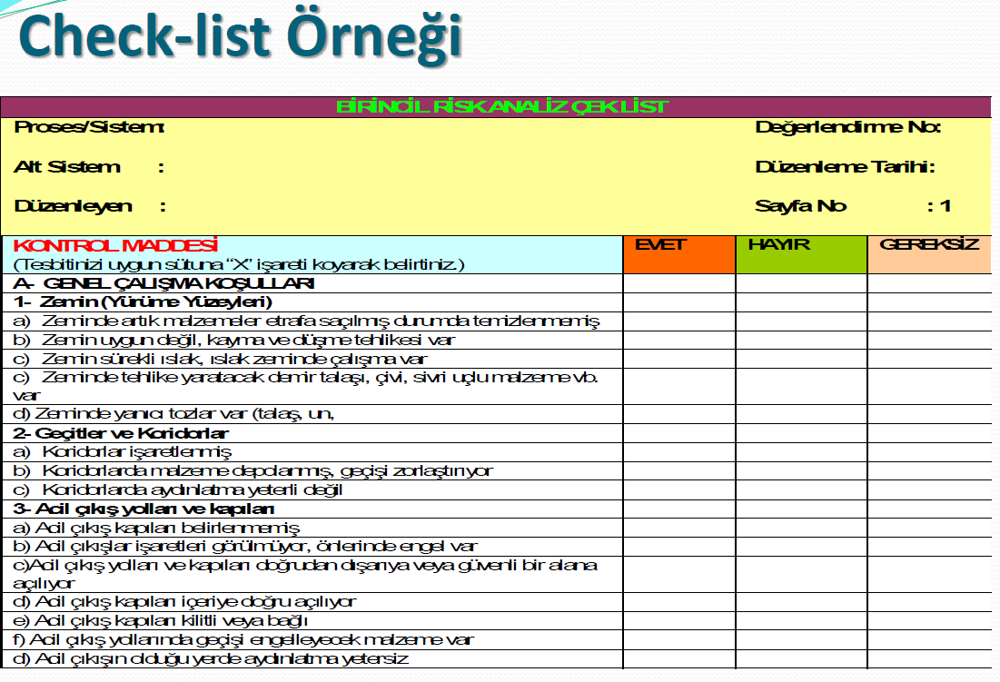 Check-list Örneği
BİRİNCİL RİSK ANALİZ ÇEK LİST
Proses/Sistem: Değerlendirme No:
Alt Sistem : Düzenleme Tarihi:
Düzenleyen : Sayfa No : 1
KONTROL MADDESİ EVET HAYIR GEREKSİZ
(Tesbitinizi uygun sütuna “X” işareti koyarak belirtiniz.)
A- GENEL ÇALIŞMA KOŞULLARI
1- Zemin (Yürüme Yüzeyleri)
a) Zeminde artık malzemeler etrafa saçılmış durumda temizlenmemiş
b) Zemin uygun değil, kayma ve düşme tehlikesi var
c) Zemin sürekli ıslak, ıslak zeminde çalışma var
c) Zeminde tehlike yaratacak demir talaşı, çivi, sivri uçlu malzeme vb.
var
d) Zeminde yanıcı tozlar var (talaş, un,
2- Geçitler ve Koridorlar
a) Koridorlar işaretlenmiş
b) Koridorlarda malzeme depolanmış, geçişi zorlaştırıyor
c) Koridorlarda aydınlatma yeterli değil
3- Acil çıkış yolları ve kapıları
a) Acil çıkış kapıları belirlenmemiş
b) Acil çıkışlar işaretleri görülmüyor, önlerinde engel var
c)Acil çıkış yolları ve kapıları doğrudan dışarıya veya güvenli bir alana
açılıyor
d) Acil çıkış kapıları içeriye doğru açılıyor
e) Acil çıkış kapıları kilitli veya bağlı
f) Acil çıkış yollarında geçişi engelleyecek malzeme var
d) Acil çıkışın olduğu yerde aydınlatma yetersiz